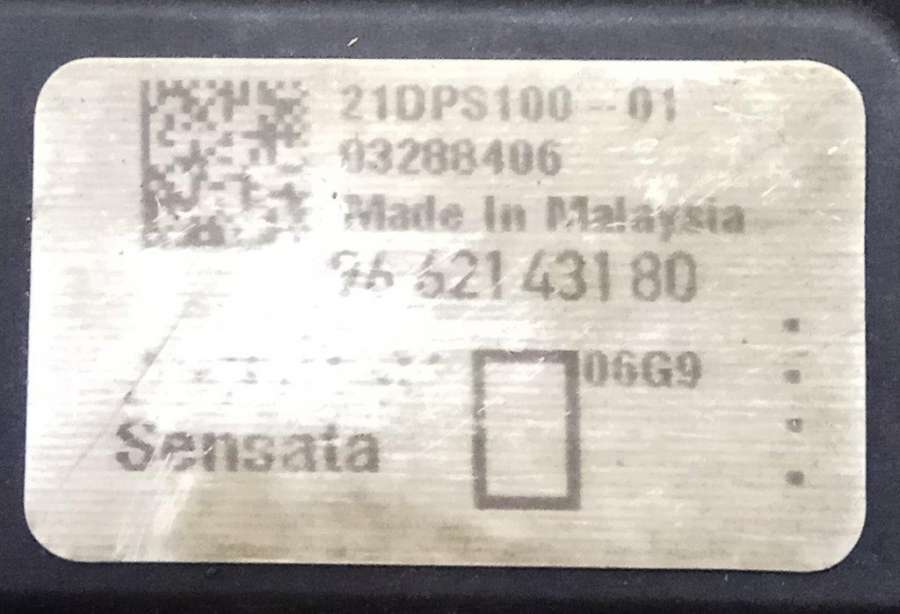 21DPS100-01
03288406
Made In Malaysia
96 621 431 80
06G9
Sensata